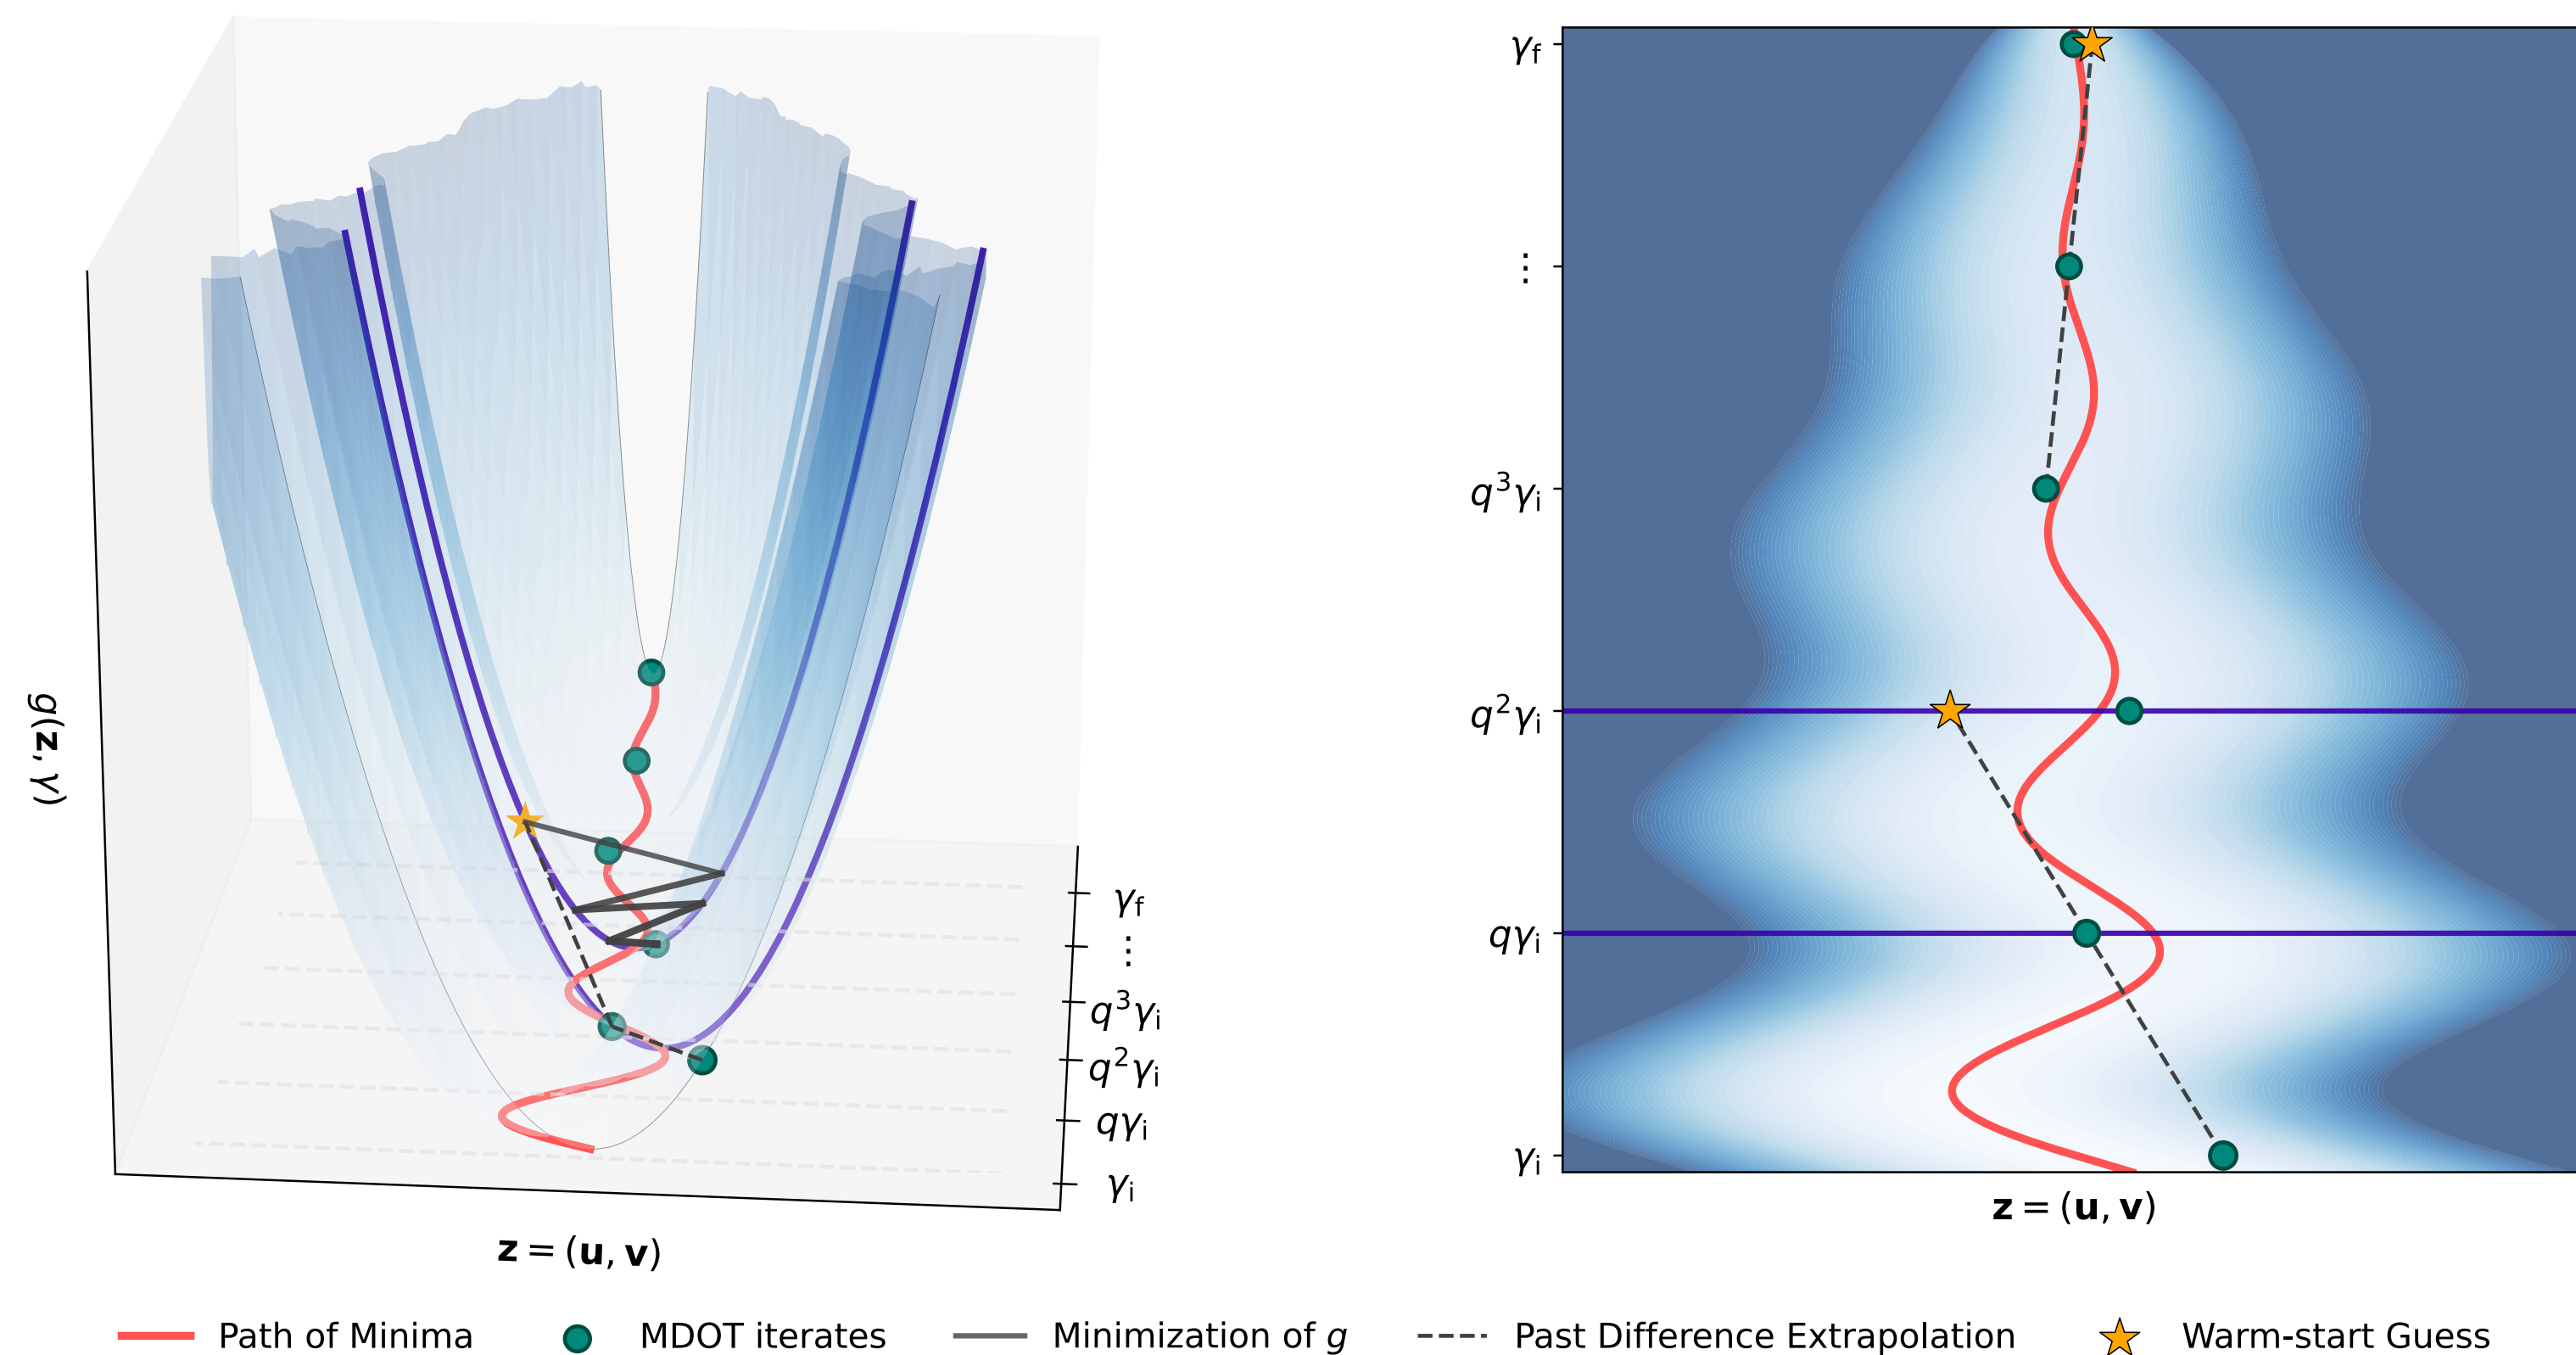 g(z, γ)
γf
⋮
q³γi
q²γi
qγi
γi
z = (u, v)
γf
⋮
q³γi
q²γi
qγi
γi
z = (u, v)
Path of Minima
MDOT iterates
Minimization of g
Past Difference Extrapolation
Warm-start Guess